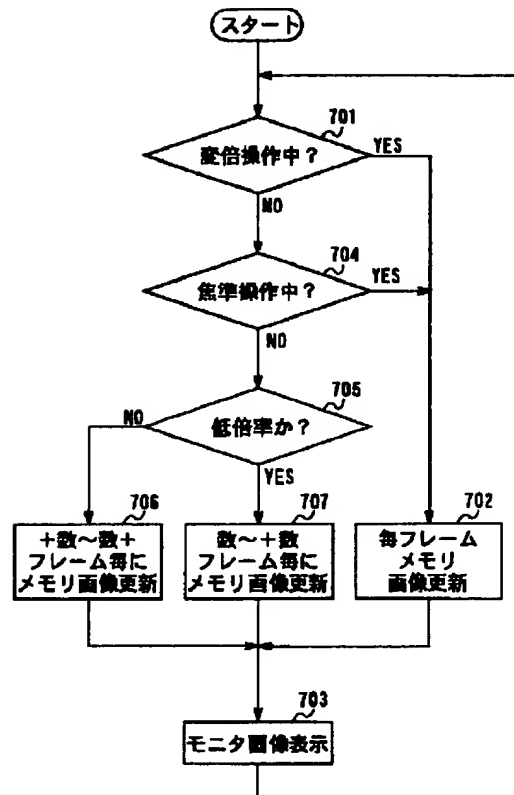 スタート
701
変倍操作中？
YES
NO
704
焦準操作中？
YES
NO
705
低倍率か？
NO
YES
706
十数～数十
フレーム毎に
メモリ画像更新
707
数～十数
フレーム毎に
メモリ画像更新
702
毎フレーム
メモリ
画像更新
703
モニタ画像表示